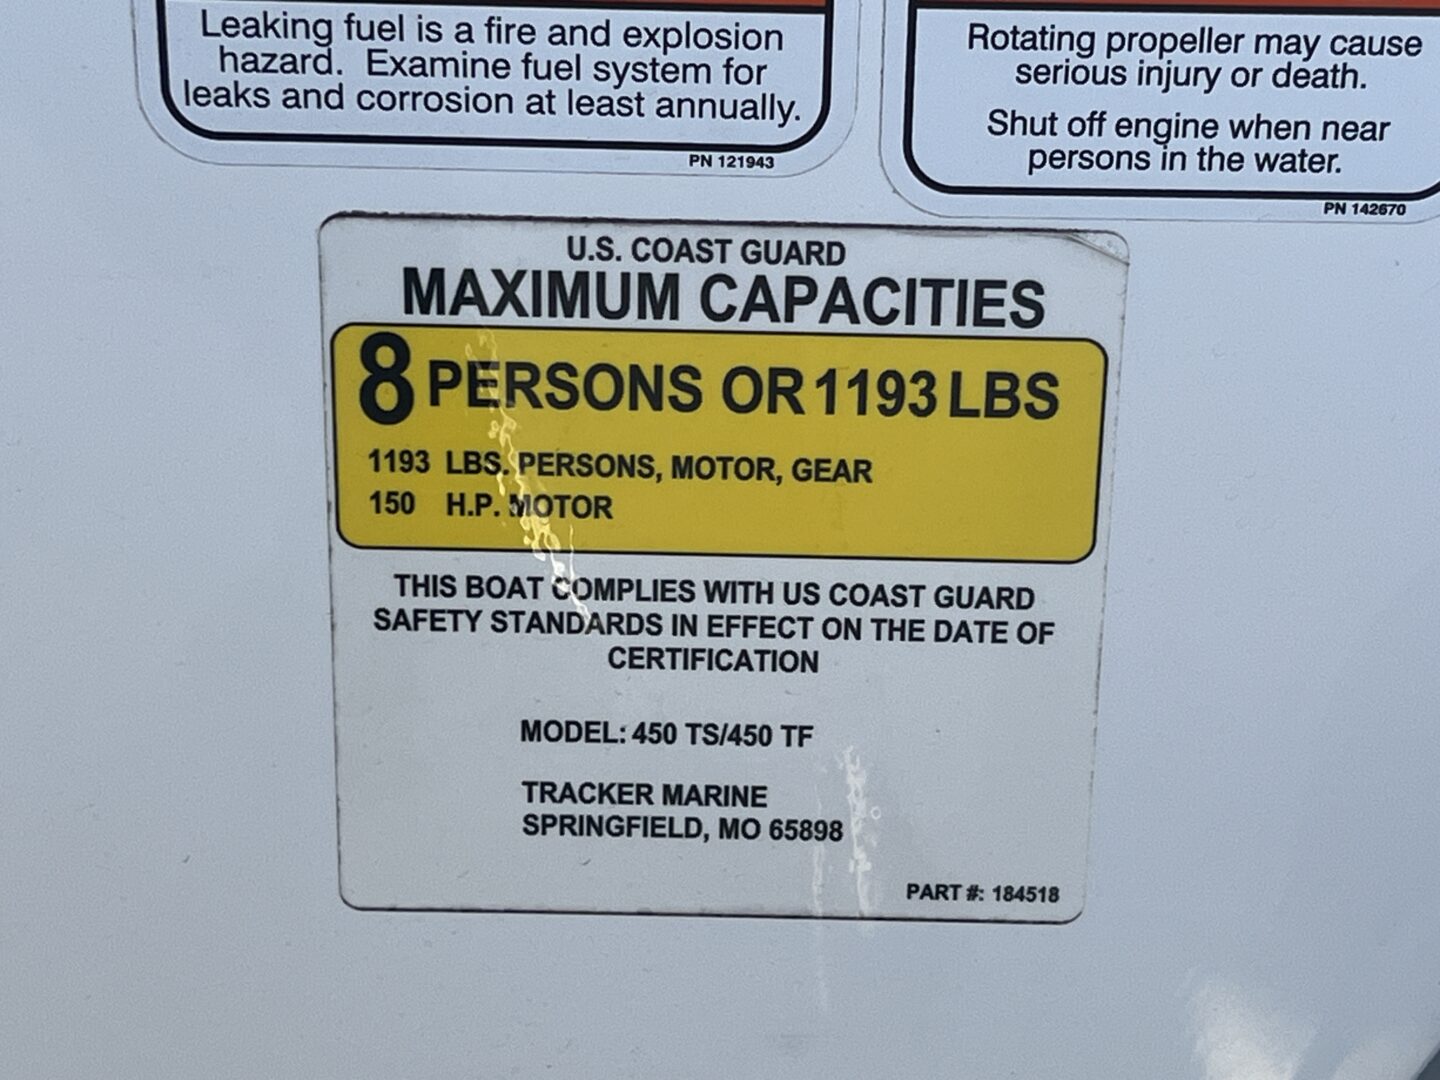 Leaking fuel is a fire and explosion
hazard. Examine fuel system for
leaks and corrosion at least annually.
PN 121943
Rotating propeller may cause
serious injury or death.
Shut off engine when near
persons in the water.
PN 142670
U.S. COAST GUARD
MAXIMUM CAPACITIES
8 PERSONS OR 1193 LBS
1193 LBS. PERSONS, MOTOR, GEAR
150 H.P. MOTOR
THIS BOAT COMPLIES WITH US COAST GUARD
SAFETY STANDARDS IN EFFECT ON THE DATE OF
CERTIFICATION
MODEL: 450 TS/450 TF
TRACKER MARINE
SPRINGFIELD, MO 65898
PART #: 184518